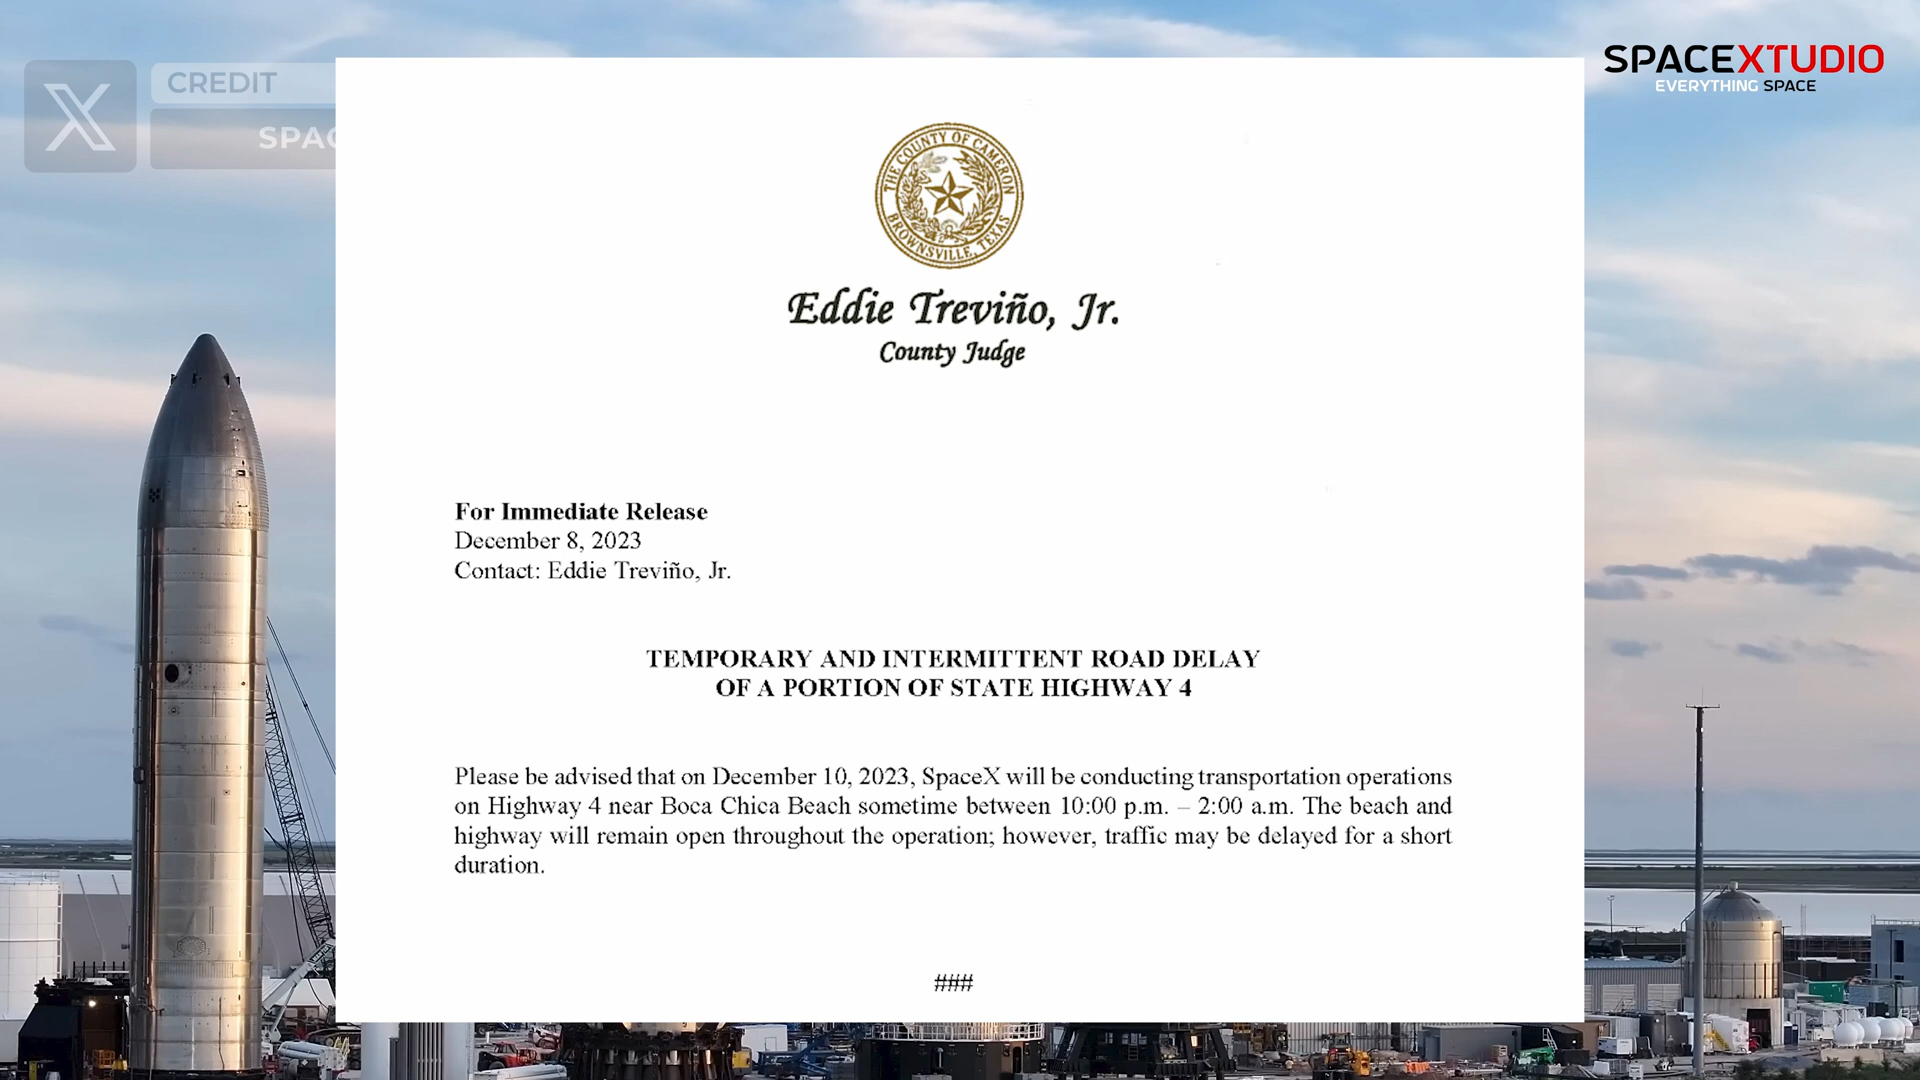 CREDIT
SPAC
SPACEXTUDIO
EVERYTHING SPACE
THE COUNTY OF CAMERON
BROWNSVILLE, TEXAS
Eddie Treviño, Jr.
County Judge
For Immediate Release
December 8, 2023
Contact: Eddie Treviño, Jr.
TEMPORARY AND INTERMITTENT ROAD DELAY
OF A PORTION OF STATE HIGHWAY 4
Please be advised that on December 10, 2023, SpaceX will be conducting transportation operations
on Highway 4 near Boca Chica Beach sometime between 10:00 p.m. – 2:00 a.m. The beach and
highway will remain open throughout the operation; however, traffic may be delayed for a short
duration.
###